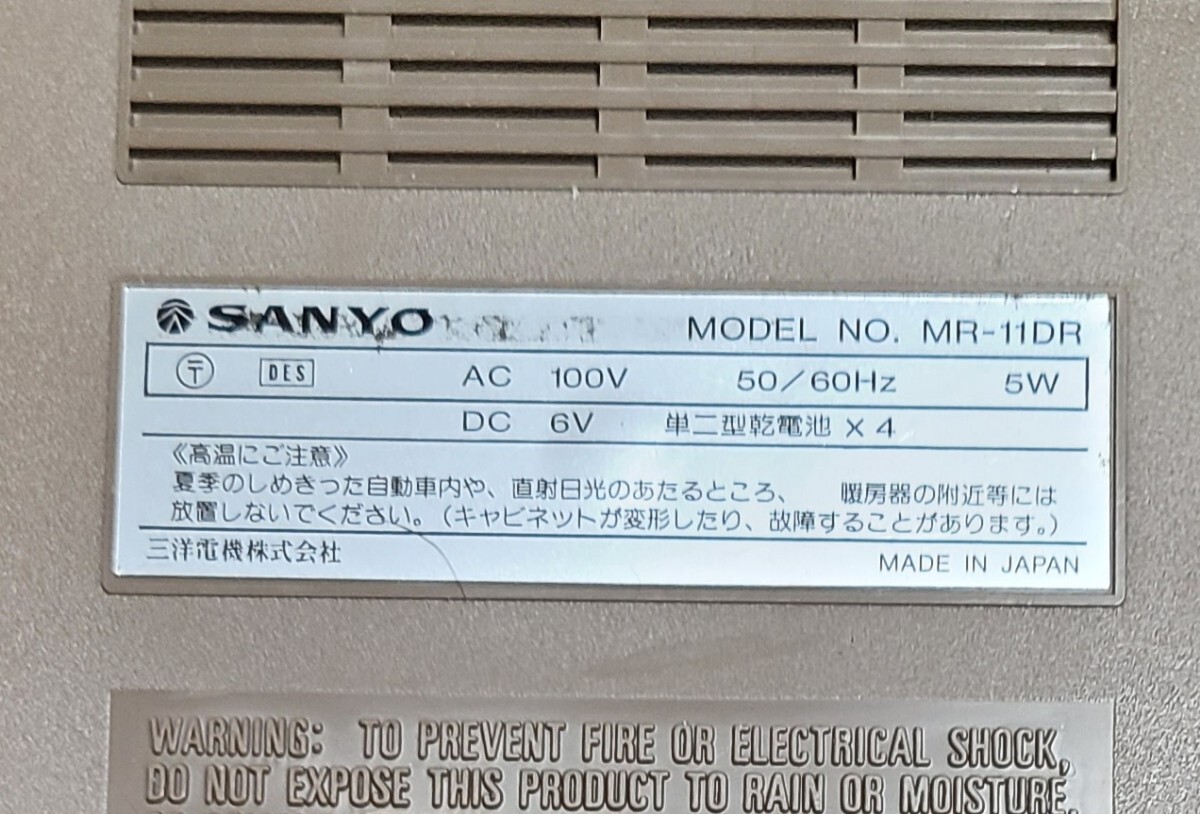 SANYO
MODEL NO. MR-11DR
〒 DES AC 100V 50/60Hz 5W
DC 6V 単二型乾電池 × 4
《高温にご注意》
夏季のしめきった自動車内や、直射日光のあたるところ、 暖房器の附近等には
放置しないでください。(キャビネットが変形したり、故障することがあります。)
三洋電機株式会社
MADE IN JAPAN
WARNING: TO PREVENT FIRE OR ELECTRICAL SHOCK,
DO NOT EXPOSE THIS PRODUCT TO RAIN OR MOISTURE.